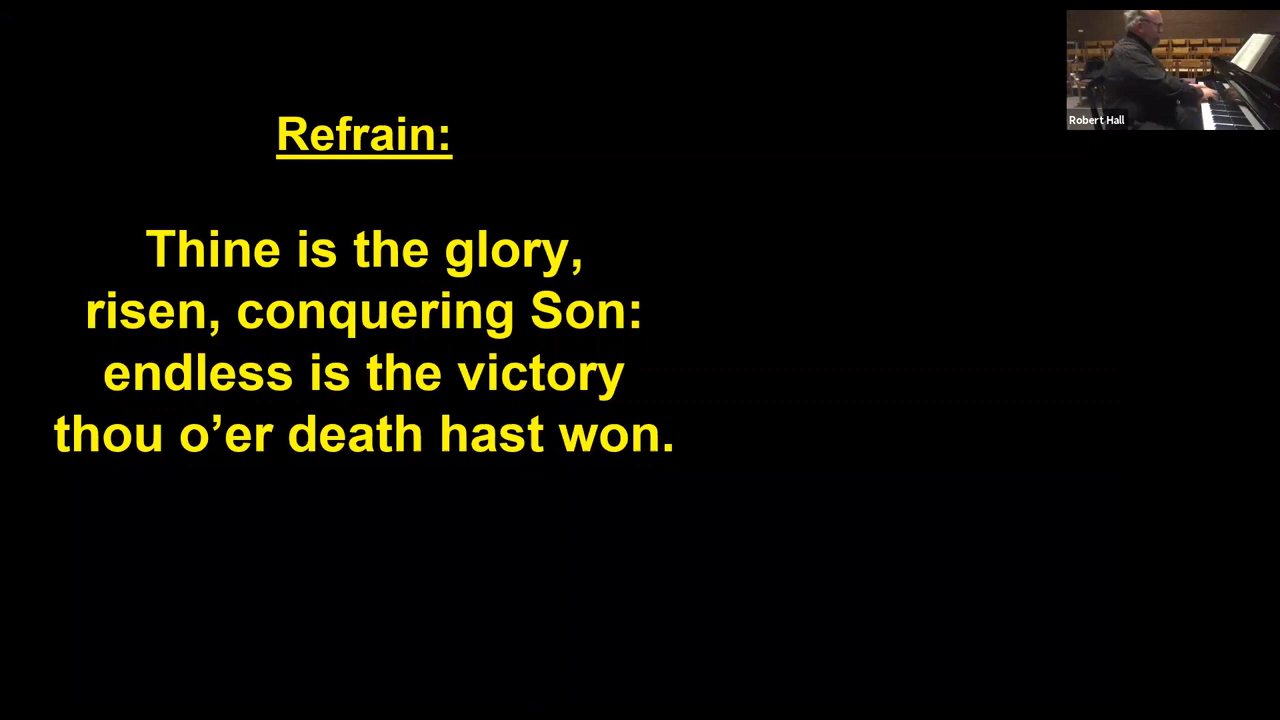 Refrain:
Thine is the glory,
risen, conquering Son:
endless is the victory
thou o’er death hast won.
Robert Hall